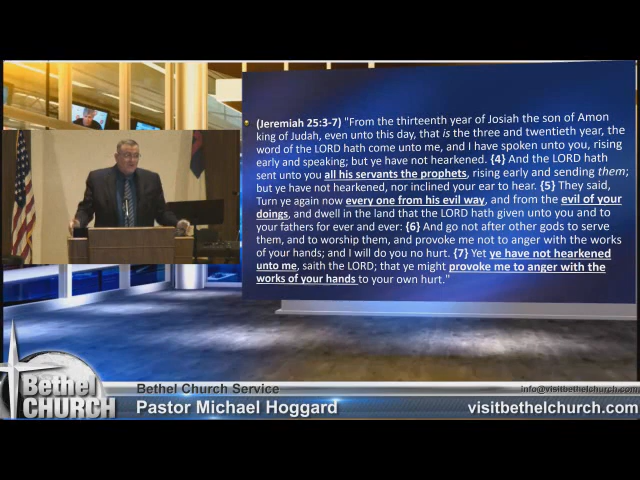 (Jeremiah 25:3-7) "From the thirteenth year of Josiah the son of Amon
king of Judah, even unto this day, that is the three and twentieth year, the
word of the LORD hath come unto me, and I have spoken unto you, rising
early and speaking; but ye have not hearkened. {4} And the LORD hath
sent unto you all his servants the prophets, rising early and sending them;
but ye have not hearkened, nor inclined your ear to hear. {5} They said,
Turn ye again now every one from his evil way, and from the evil of your
doings, and dwell in the land that the LORD hath given unto you and to
your fathers for ever and ever: {6} And go not after other gods to serve
them, and to worship them, and provoke me not to anger with the works
of your hands; and I will do you no hurt. {7} Yet ye have not hearkened
unto me, saith the LORD; that ye might provoke me to anger with the
works of your hands to your own hurt."
Bethel
CHURCH
Bethel Church Service
info@visitbethelchurch.com
Pastor Michael Hoggard
visitbethelchurch.com